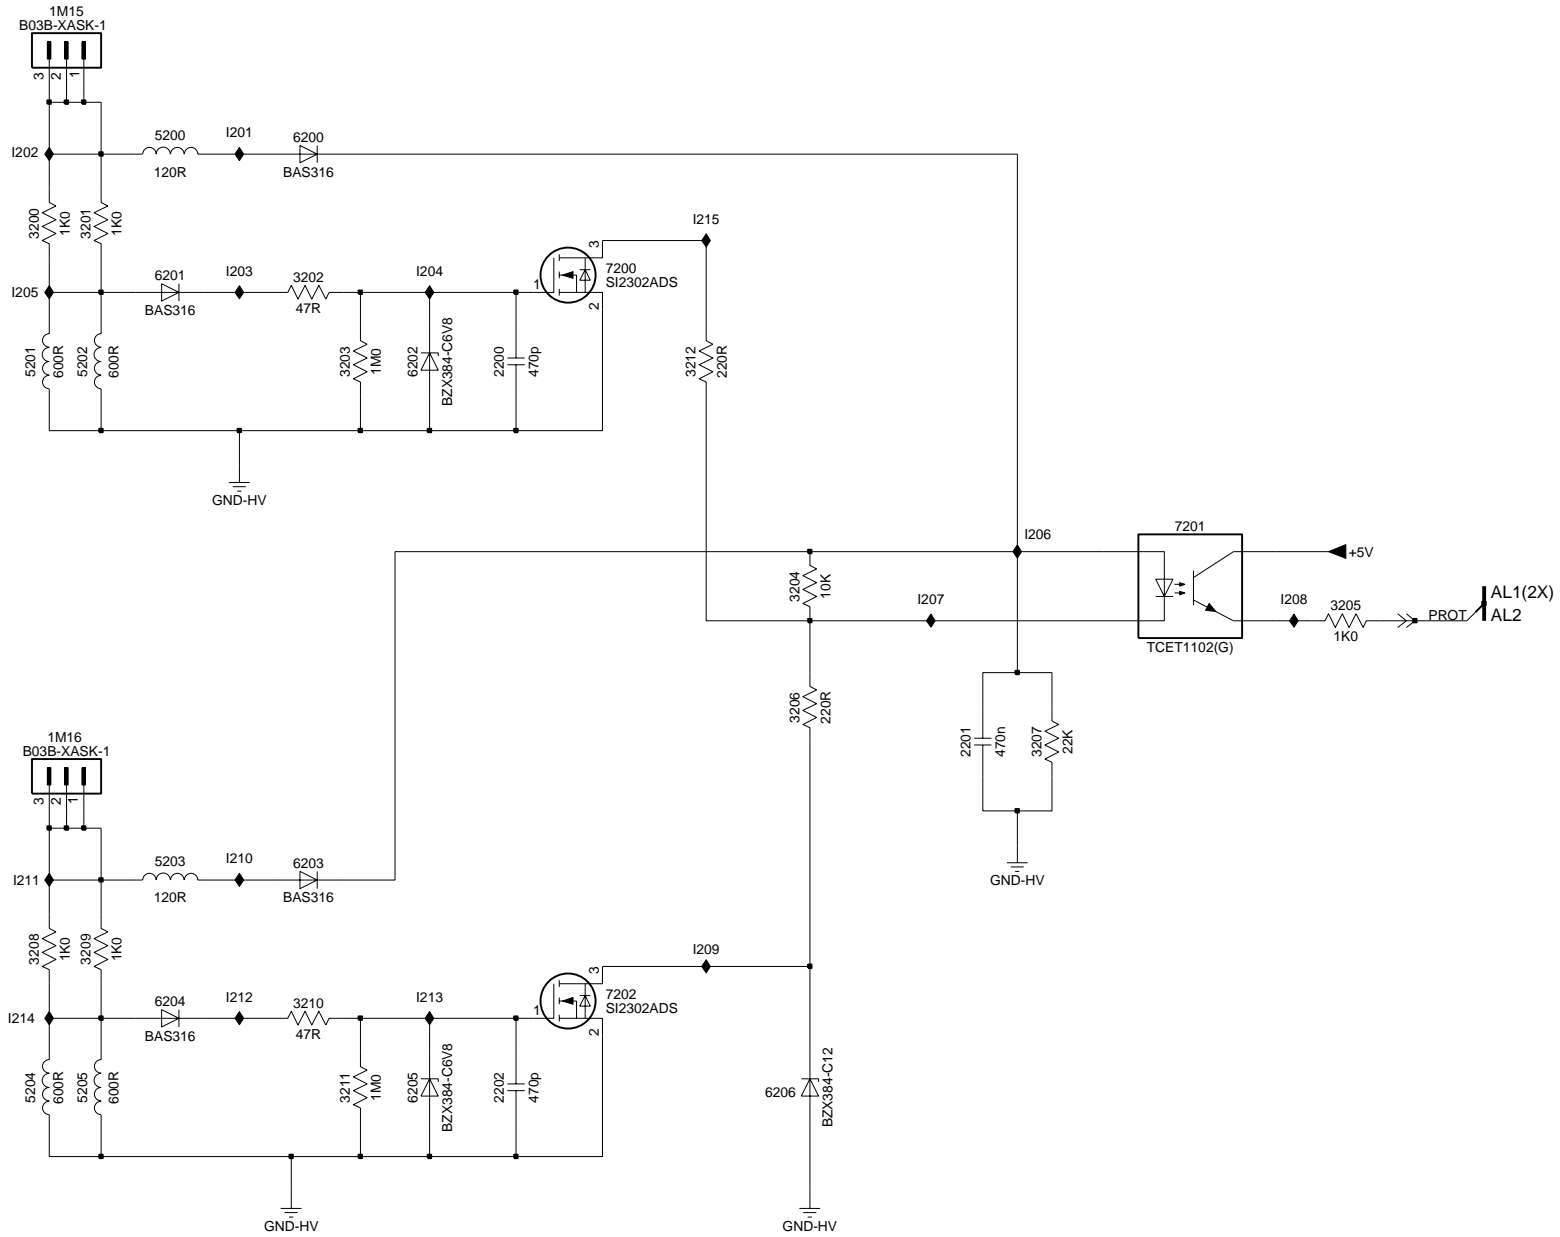 1M15
B03B-XASK-1
3
2
1
I202
5200
120R
I201
6200
BAS316
3200
1K0
3201
1K0
I215
I205
6201
BAS316
I203
3202
47R
I204
1
3
2
7200
SI2302ADS
5201
600R
5202
600R
3203
1M0
6202
BZX384-C6V8
2200
470p
3212
220R
GND-HV
I206
7201
+5V
3204
10K
I207
I208
3205
1K0
PROT
AL1(2X)
AL2
TCET1102(G)
3206
220R
2201
470n
3207
22K
GND-HV
1M16
B03B-XASK-1
3
2
1
I211
5203
120R
I210
6203
BAS316
3208
1K0
3209
1K0
I209
I214
6204
BAS316
I212
3210
47R
I213
1
3
2
7202
SI2302ADS
5204
600R
5205
600R
3211
1M0
6205
BZX384-C6V8
2202
470p
6206
BZX384-C12
GND-HV
GND-HV